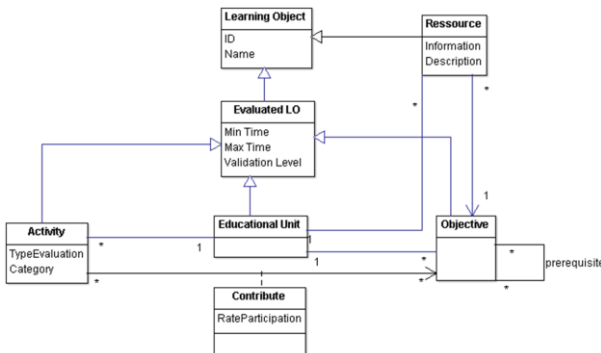 Learning Object
ID
Name
Ressource
Information
Description
*
*
Evaluated LO
Min Time
Max Time
Validation Level
1
Activity
TypeEvaluation
Category
*
1
Educational Unit
1
1
*
Objective
*
*
prerequisite
*
*
Contribute
RateParticipation